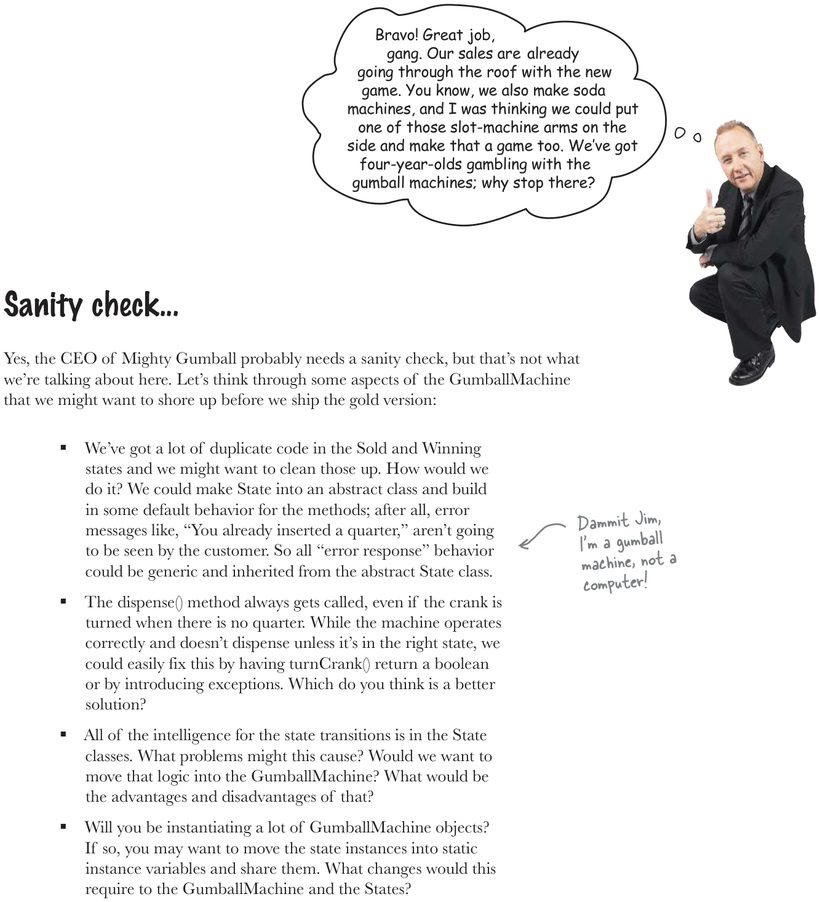 Bravo! Great job,
gang. Our sales are already
going through the roof with the new
game. You know, we also make soda
machines, and I was thinking we could put
one of those slot-machine arms on the
side and make that a game too. We’ve got
four-year-olds gambling with the
gumball machines; why stop there?
Sanity check...
Yes, the CEO of Mighty Gumball probably needs a sanity check, but that’s not what
we’re talking about here. Let’s think through some aspects of the GumballMachine
that we might want to shore up before we ship the gold version:
▪ We’ve got a lot of duplicate code in the Sold and Winning
states and we might want to clean those up. How would we
do it? We could make State into an abstract class and build
in some default behavior for the methods; after all, error
messages like, “You already inserted a quarter,” aren’t going
to be seen by the customer. So all “error response” behavior
could be generic and inherited from the abstract State class.
Dammit Jim,
I’m a gumball
machine, not a
computer!
▪ The dispense() method always gets called, even if the crank is
turned when there is no quarter. While the machine operates
correctly and doesn’t dispense unless it’s in the right state, we
could easily fix this by having turnCrank() return a boolean
or by introducing exceptions. Which do you think is a better
solution?
▪ All of the intelligence for the state transitions is in the State
classes. What problems might this cause? Would we want to
move that logic into the GumballMachine? What would be
the advantages and disadvantages of that?
▪ Will you be instantiating a lot of GumballMachine objects?
If so, you may want to move the state instances into static
instance variables and share them. What changes would this
require to the GumballMachine and the States?